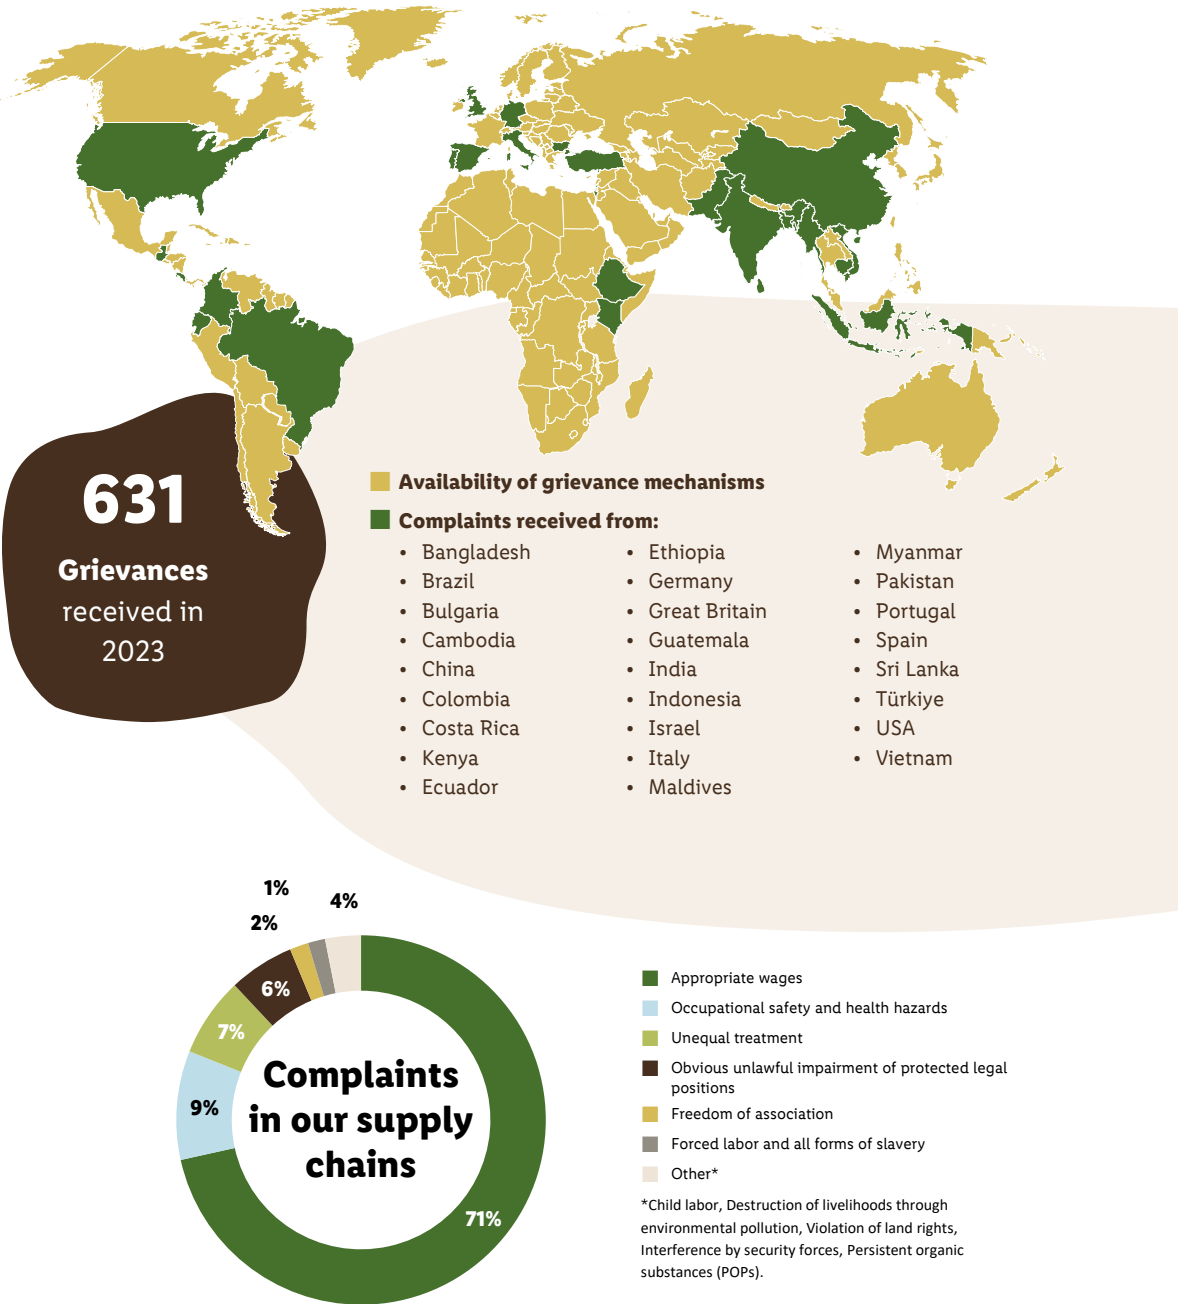 631
Grievances
received in
2023
Availability of grievance mechanisms
Complaints received from:
• Bangladesh
• Brazil
• Bulgaria
• Cambodia
• China
• Colombia
• Costa Rica
• Kenya
• Ecuador
• Ethiopia
• Germany
• Great Britain
• Guatemala
• India
• Indonesia
• Israel
• Italy
• Maldives
• Myanmar
• Pakistan
• Portugal
• Spain
• Sri Lanka
• Türkiye
• USA
• Vietnam
1%
4%
2%
6%
7%
9%
71%
Complaints
in our supply
chains
Appropriate wages
Occupational safety and health hazards
Unequal treatment
Obvious unlawful impairment of protected legal
positions
Freedom of association
Forced labor and all forms of slavery
Other*
*Child labor, Destruction of livelihoods through
environmental pollution, Violation of land rights,
Interference by security forces, Persistent organic
substances (POPs).